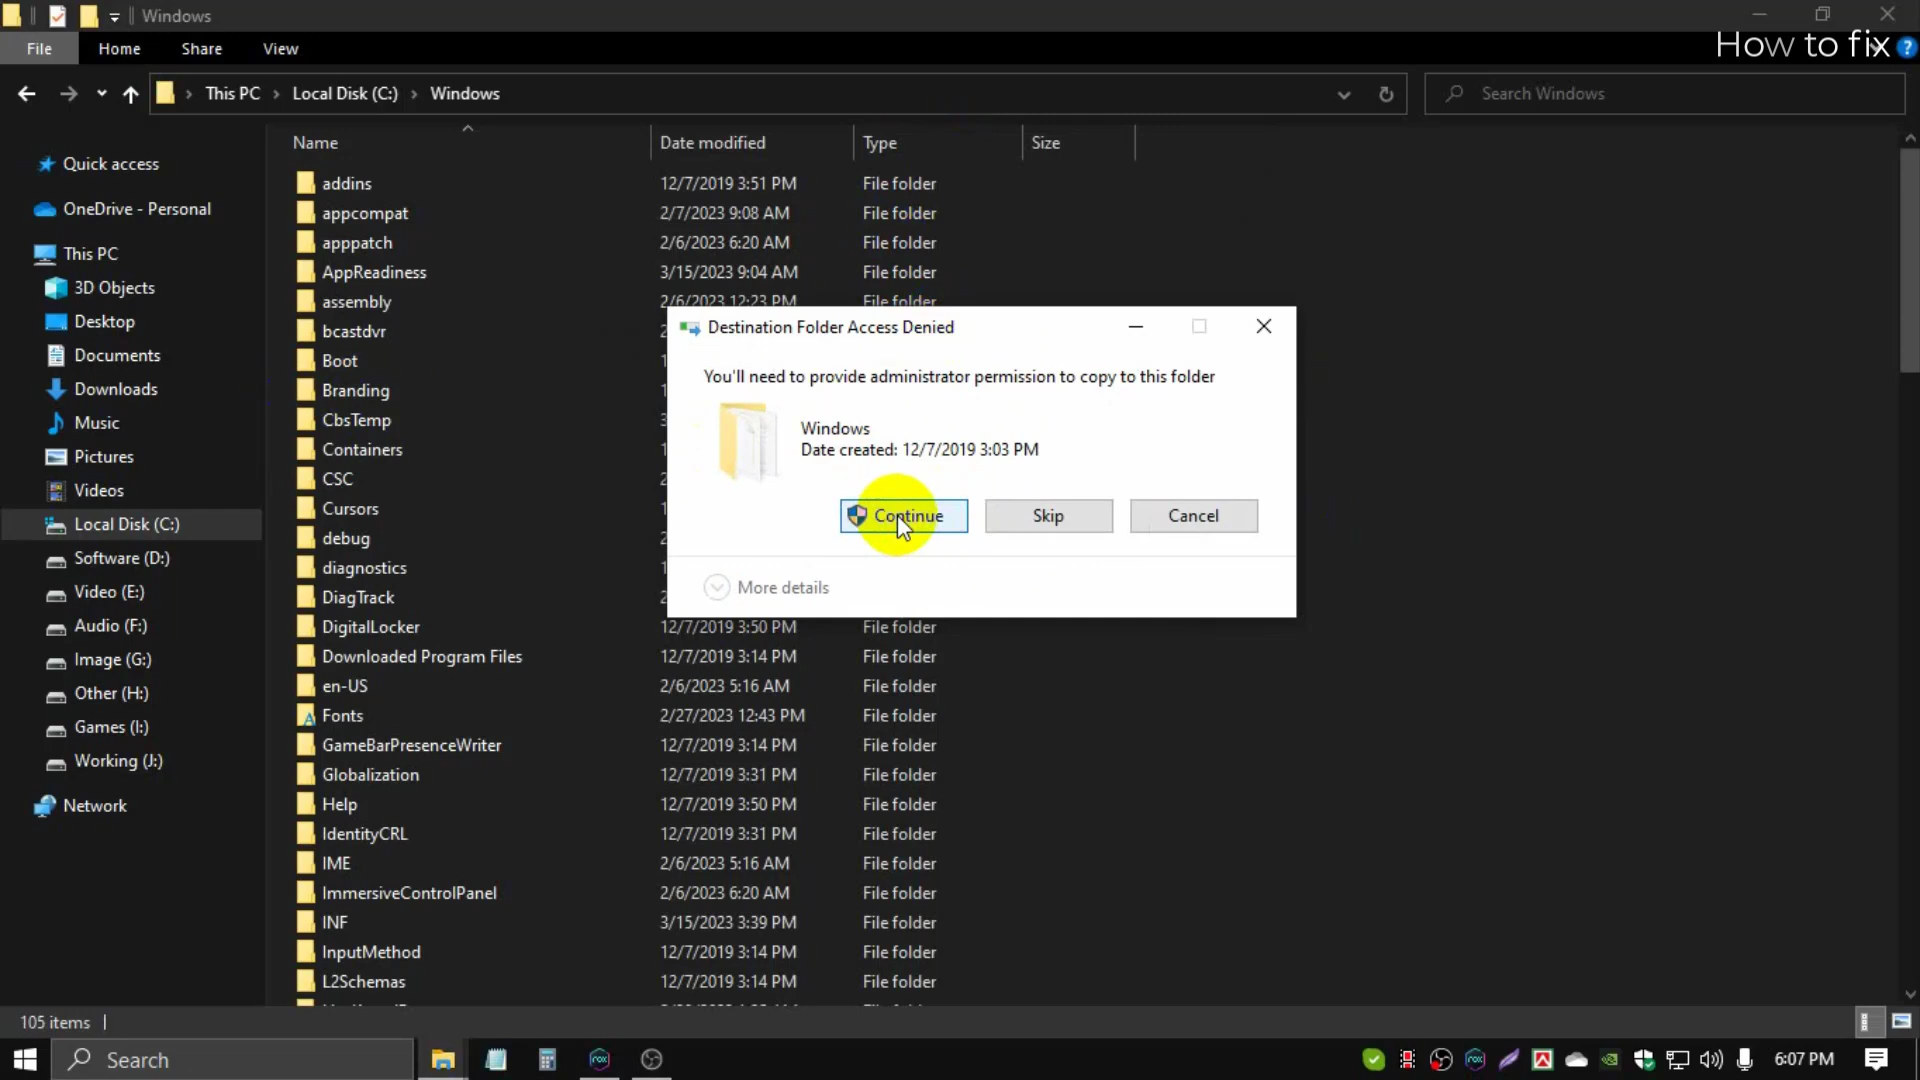 Windows
File Home Share View
How to fix
This PC Local Disk (C:) Windows
Search Windows
Name Date modified Type Size
Quick access
OneDrive - Personal
This PC
3D Objects
Desktop
Documents
Downloads
Music
Pictures
Videos
Local Disk (C:)
Software (D:)
Video (E:)
Audio (F:)
Image (G:)
Other (H:)
Games (I:)
Working (J:)
Network
addins 12/7/2019 3:51 PM File folder
appcompat 2/7/2023 9:08 AM File folder
apppatch 2/6/2023 6:20 AM File folder
AppReadiness 3/15/2023 9:04 AM File folder
assembly 2/6/2023 12:23 PM File folder
bcastdvr
Boot
Branding
CbsTemp
Containers
CSC
Cursors
debug
diagnostics
DiagTrack
DigitalLocker 12/7/2019 3:50 PM File folder
Downloaded Program Files 12/7/2019 3:14 PM File folder
en-US 2/6/2023 5:16 AM File folder
Fonts 2/27/2023 12:43 PM File folder
GameBarPresenceWriter 12/7/2019 3:14 PM File folder
Globalization 12/7/2019 3:31 PM File folder
Help 12/7/2019 3:50 PM File folder
IdentityCRL 12/7/2019 3:31 PM File folder
IME 2/6/2023 5:16 AM File folder
ImmersiveControlPanel 2/6/2023 6:20 AM File folder
INF 3/15/2023 3:39 PM File folder
InputMethod 12/7/2019 3:14 PM File folder
L2Schemas 12/7/2019 3:14 PM File folder
Destination Folder Access Denied
You'll need to provide administrator permission to copy to this folder
Windows
Date created: 12/7/2019 3:03 PM
Continue Skip Cancel
More details
105 items
Search
6:07 PM